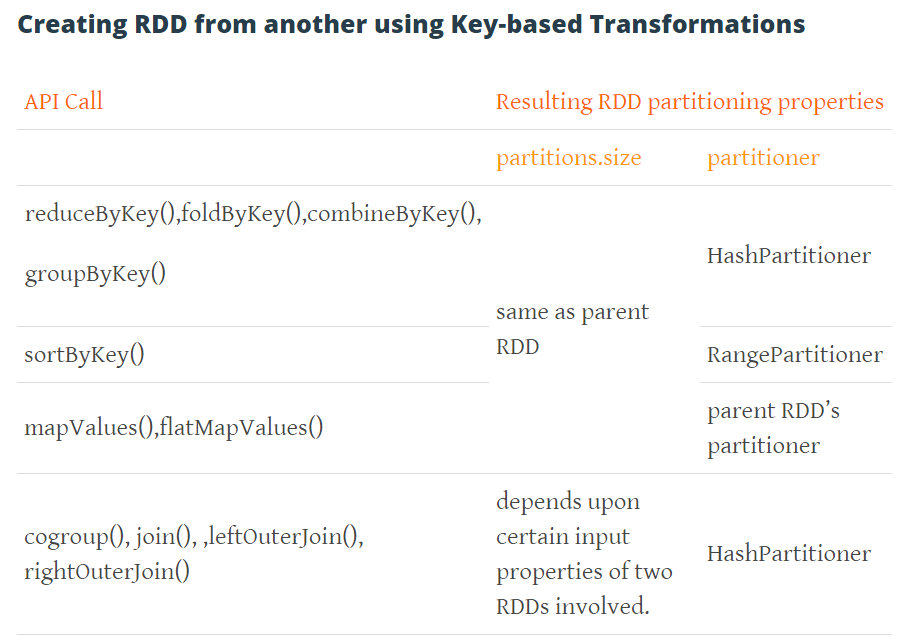 Creating RDD from another using Key-based Transformations
API Call
Resulting RDD partitioning properties
partitions.size
partitioner
reduceByKey(),foldByKey(),combineByKey(),
groupByKey()
same as parent
RDD
HashPartitioner
sortByKey()
RangePartitioner
mapValues(),flatMapValues()
parent RDD’s
partitioner
cogroup(), join(), ,leftOuterJoin(),
rightOuterJoin()
depends upon
certain input
properties of two
RDDs involved.
HashPartitioner